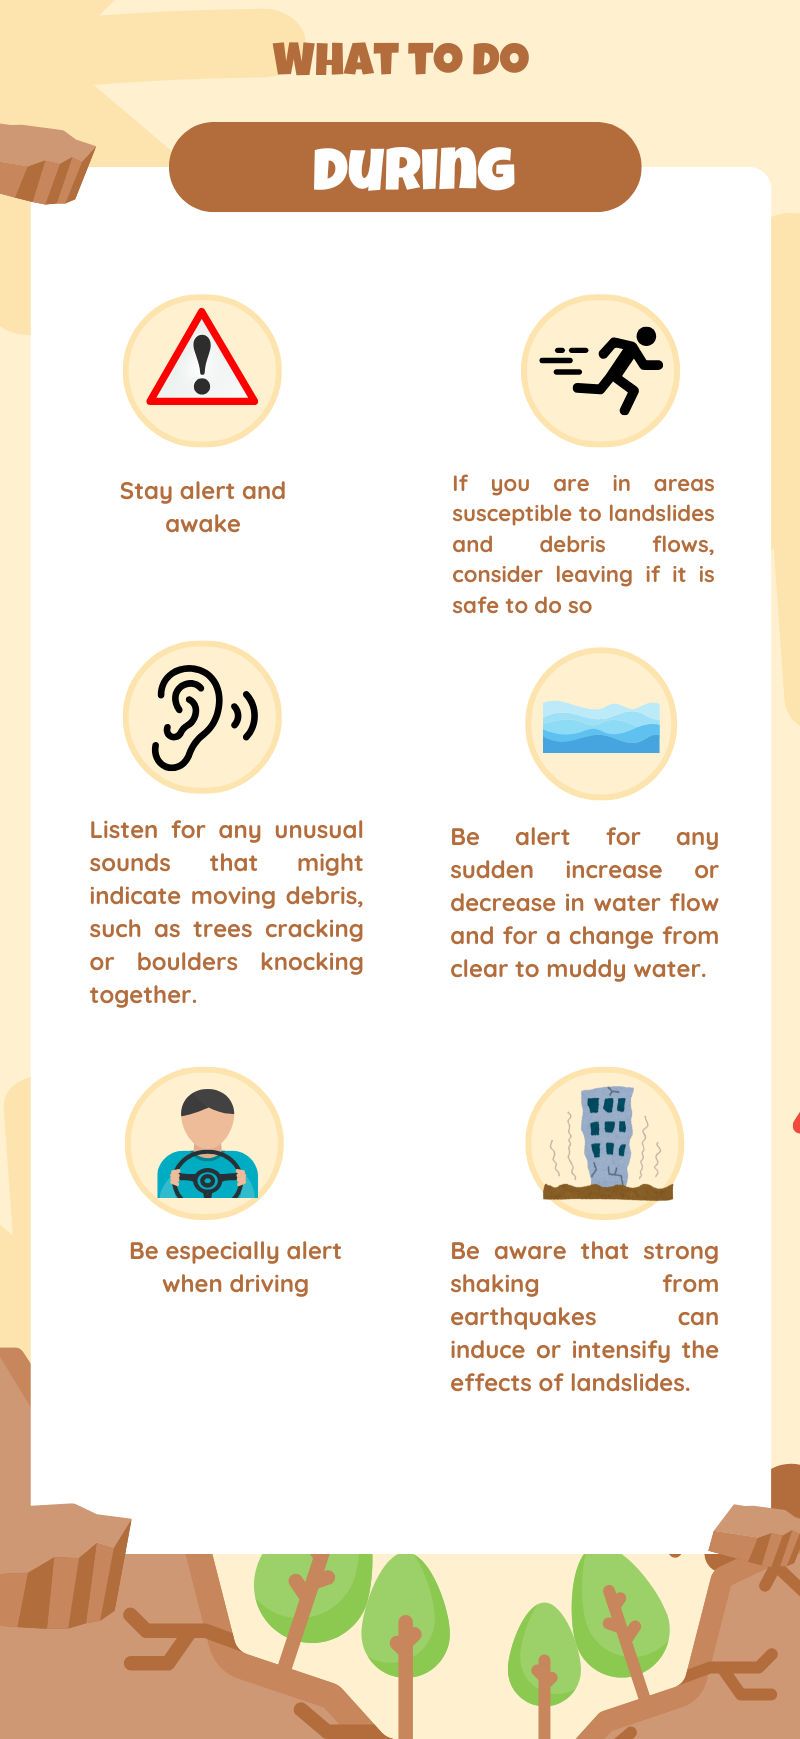 WHAT TO DO
DURING
Stay alert and
awake
If you are in areas
susceptible to landslides
and debris flows,
consider leaving if it is
safe to do so
Listen for any unusual
sounds that might
indicate moving debris,
such as trees cracking
or boulders knocking
together.
Be alert for any
sudden increase or
decrease in water flow
and for a change from
clear to muddy water.
Be especially alert
when driving
Be aware that strong
shaking from
earthquakes can
induce or intensify the
effects of landslides.